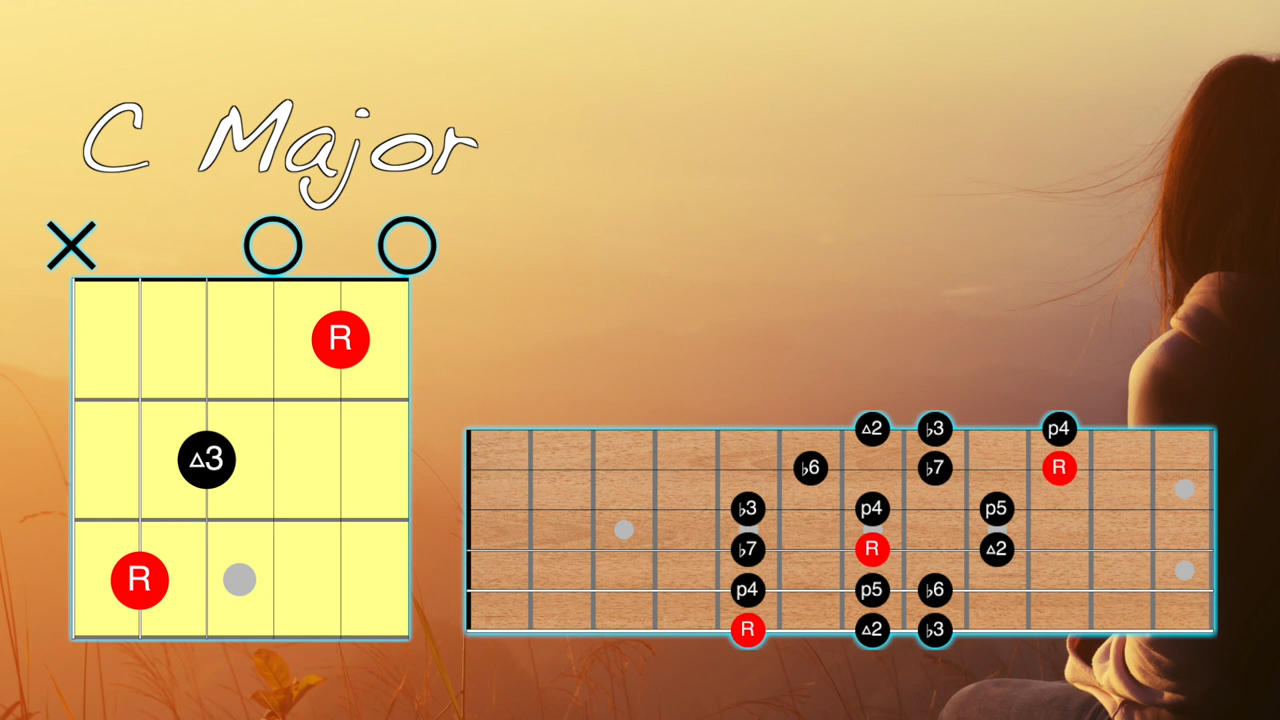 C Major
R
△3
R
△2 ♭3 p4
♭6 ♭7 R
♭3 p4 p5
♭7 R △2
p4 p5 ♭6
R △2 ♭3